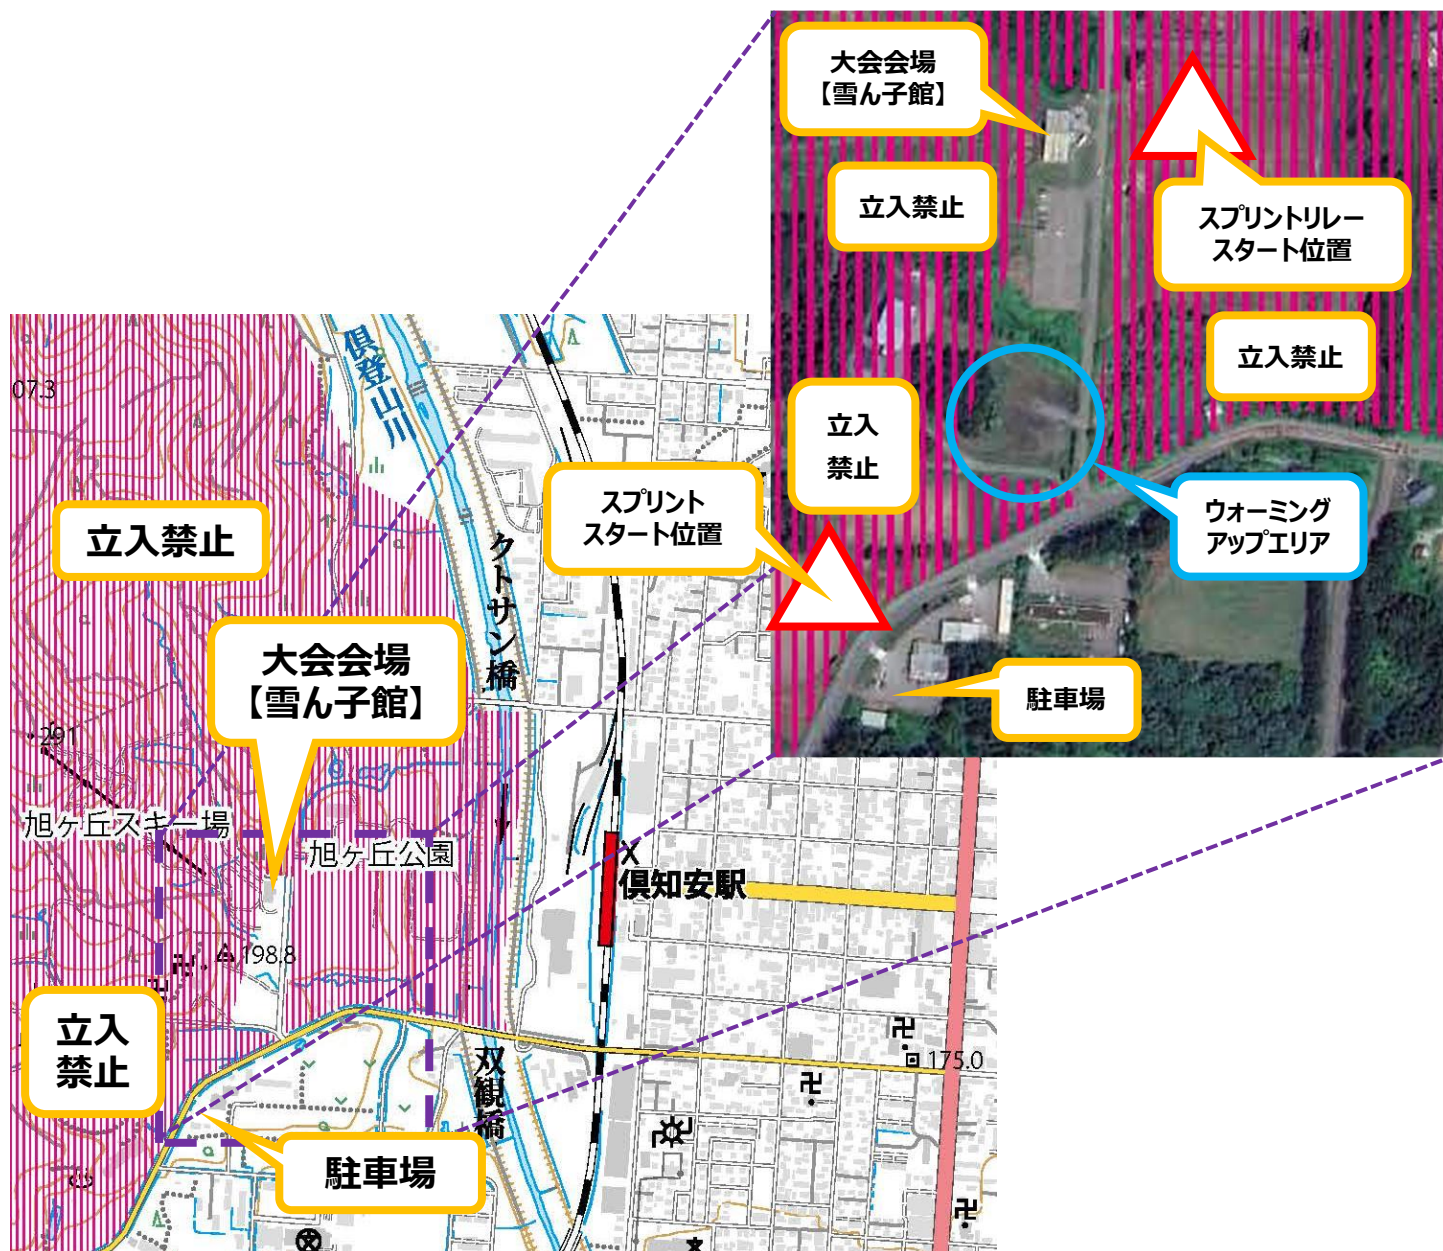 大会会場
【雪ん子館】
立入禁止
スプリントリレー
スタート位置
立入禁止
立入
禁止
スプリント
スタート位置
ウォーミング
アップエリア
駐車場
倶登山川
07.3
立入禁止
クトサン橋
大会会場
【雪ん子館】
291
旭ヶ丘スキー場
旭ヶ丘公園
倶知安駅
198.8
立入
禁止
双観橋
175.0
駐車場